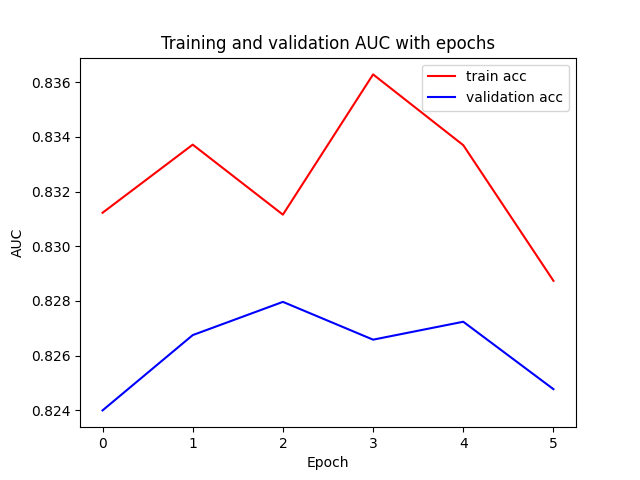 Training and validation AUC with epochs
train acc
validation acc
0.836
0.834
0.832
0.830
0.828
0.826
0.824
AUC
0 1 2 3 4 5
Epoch